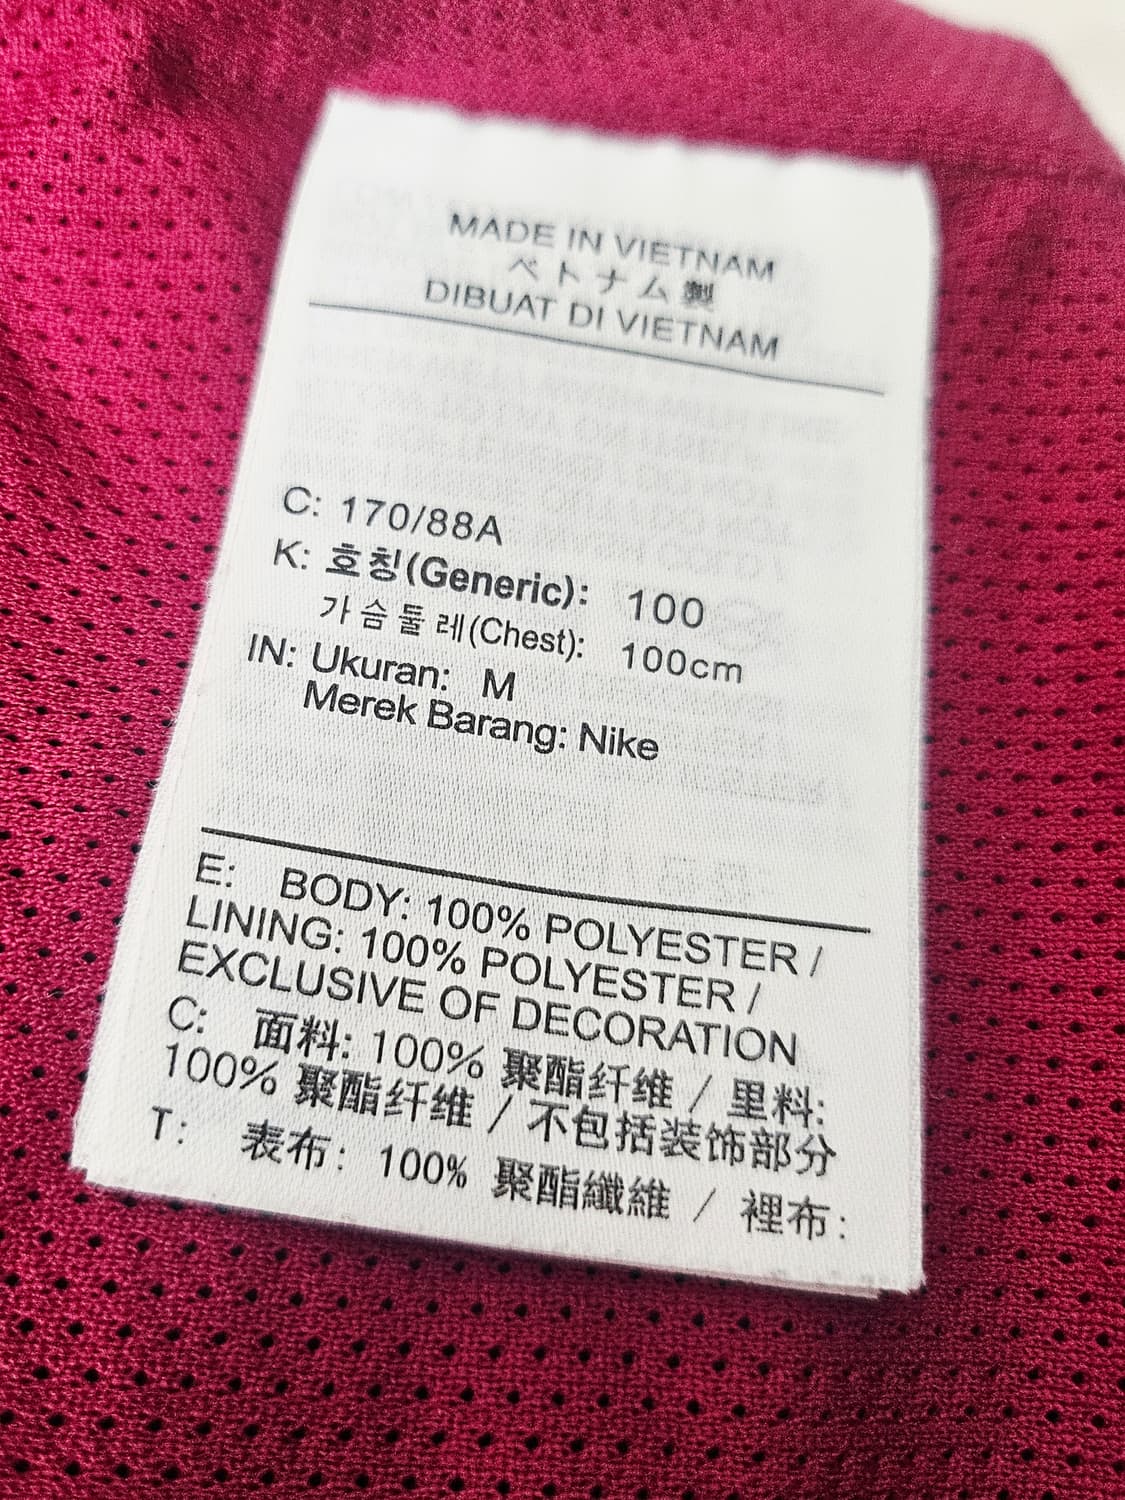 MADE IN VIETNAM
ベトナム製
DIBUAT DI VIETNAM
C: 170/88A
K: 호칭(Generic): 100
가슴둘레(Chest): 100cm
IN: Ukuran: M
Merek Barang: Nike
E: BODY: 100% POLYESTER /
LINING: 100% POLYESTER /
EXCLUSIVE OF DECORATION
C: 面料: 100% 聚酯纤维 / 里料:
100% 聚酯纤维 / 不包括装饰部分
T: 表布: 100% 聚酯纖維 / 裡布: